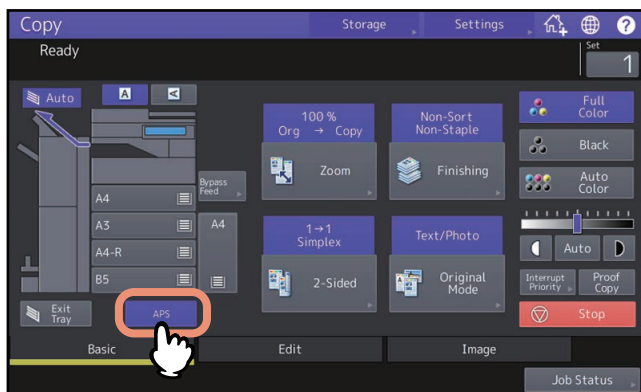 Copy
Storage
Settings
?
Ready
Set
1
Auto
A
A
A4
A3
A4-R
B5
Bypass
Feed
A4
Exit
Tray
APS
100 %
Org → Copy
Zoom
Non-Sort
Non-Staple
Finishing
1→1
Simplex
2-Sided
Text/Photo
Original
Mode
Full
Color
Black
Auto
Color
Auto
Interrupt
Priority
Proof
Copy
Stop
Basic
Edit
Image
Job Status